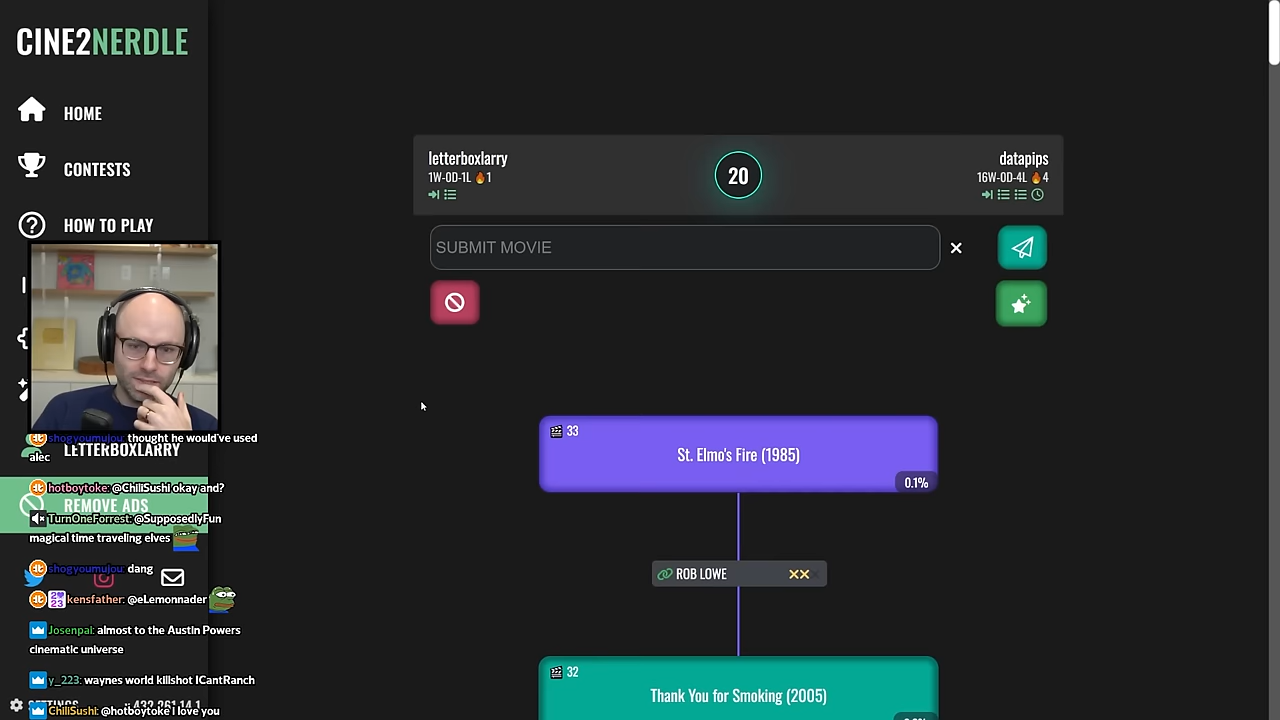 CINE2NERDLE
HOME
CONTESTS
HOW TO PLAY
letterboxlarry
1W-0D-1L 🔥1
20
datapips
16W-0D-4L 🔥4
SUBMIT MOVIE
33
St. Elmo's Fire (1985)
0.1%
ROB LOWE
32
Thank You for Smoking (2005)
shogyoumujou: thought he would've used
alec
LETTERBOXLARRY
hotboytoke: @ChiliSushi okay and?
REMOVE ADS
TurnOneForrest: @SupposedlyFun
magical time traveling elves
shogyoumujou: dang
kensfather: @eLemonnader
Josenpai: almost to the Austin Powers
cinematic universe
y_223: waynes world killshot ICantRanch
ChiliSushi: @hotboytoke I love you